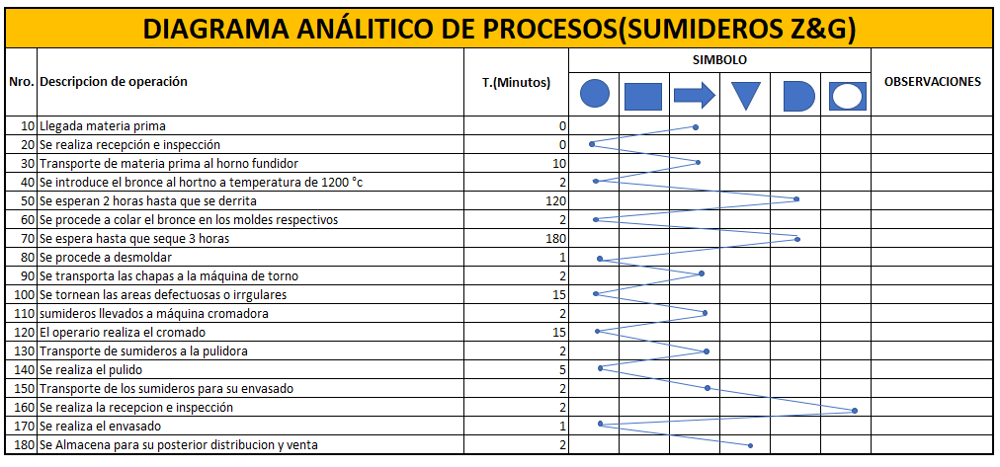 DIAGRAMA ANÁLITICO DE PROCESOS(SUMIDEROS Z&G)
Nro. Descripcion de operación T.(Minutos) SIMBOLO OBSERVACIONES
10 Llegada materia prima 0
20 Se realiza recepción e inspección 0
30 Transporte de materia prima al horno fundidor 10
40 Se introduce el bronce al hortno a temperatura de 1200 °c 2
50 Se esperan 2 horas hasta que se derrita 120
60 Se procede a colar el bronce en los moldes respectivos 2
70 Se espera hasta que seque 3 horas 180
80 Se procede a desmoldar 1
90 Se transporta las chapas a la máquina de torno 2
100 Se tornean las areas defectuosas o irrgulares 15
110 sumideros llevados a máquina cromadora 2
120 El operario realiza el cromado 15
130 Transporte de sumideros a la pulidora 2
140 Se realiza el pulido 5
150 Transporte de los sumideros para su envasado 2
160 Se realiza la recepcion e inspección 2
170 Se realiza el envasado 1
180 Se Almacena para su posterior distribucion y venta 2